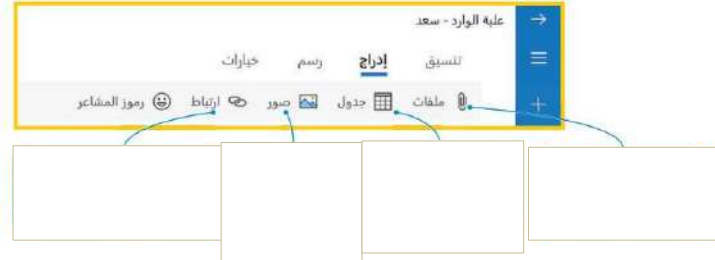 علبة الوارد - سعد
تنسيق إدراج رسم خيارات
ملفات جدول صور ارتباط رموز المشاعر